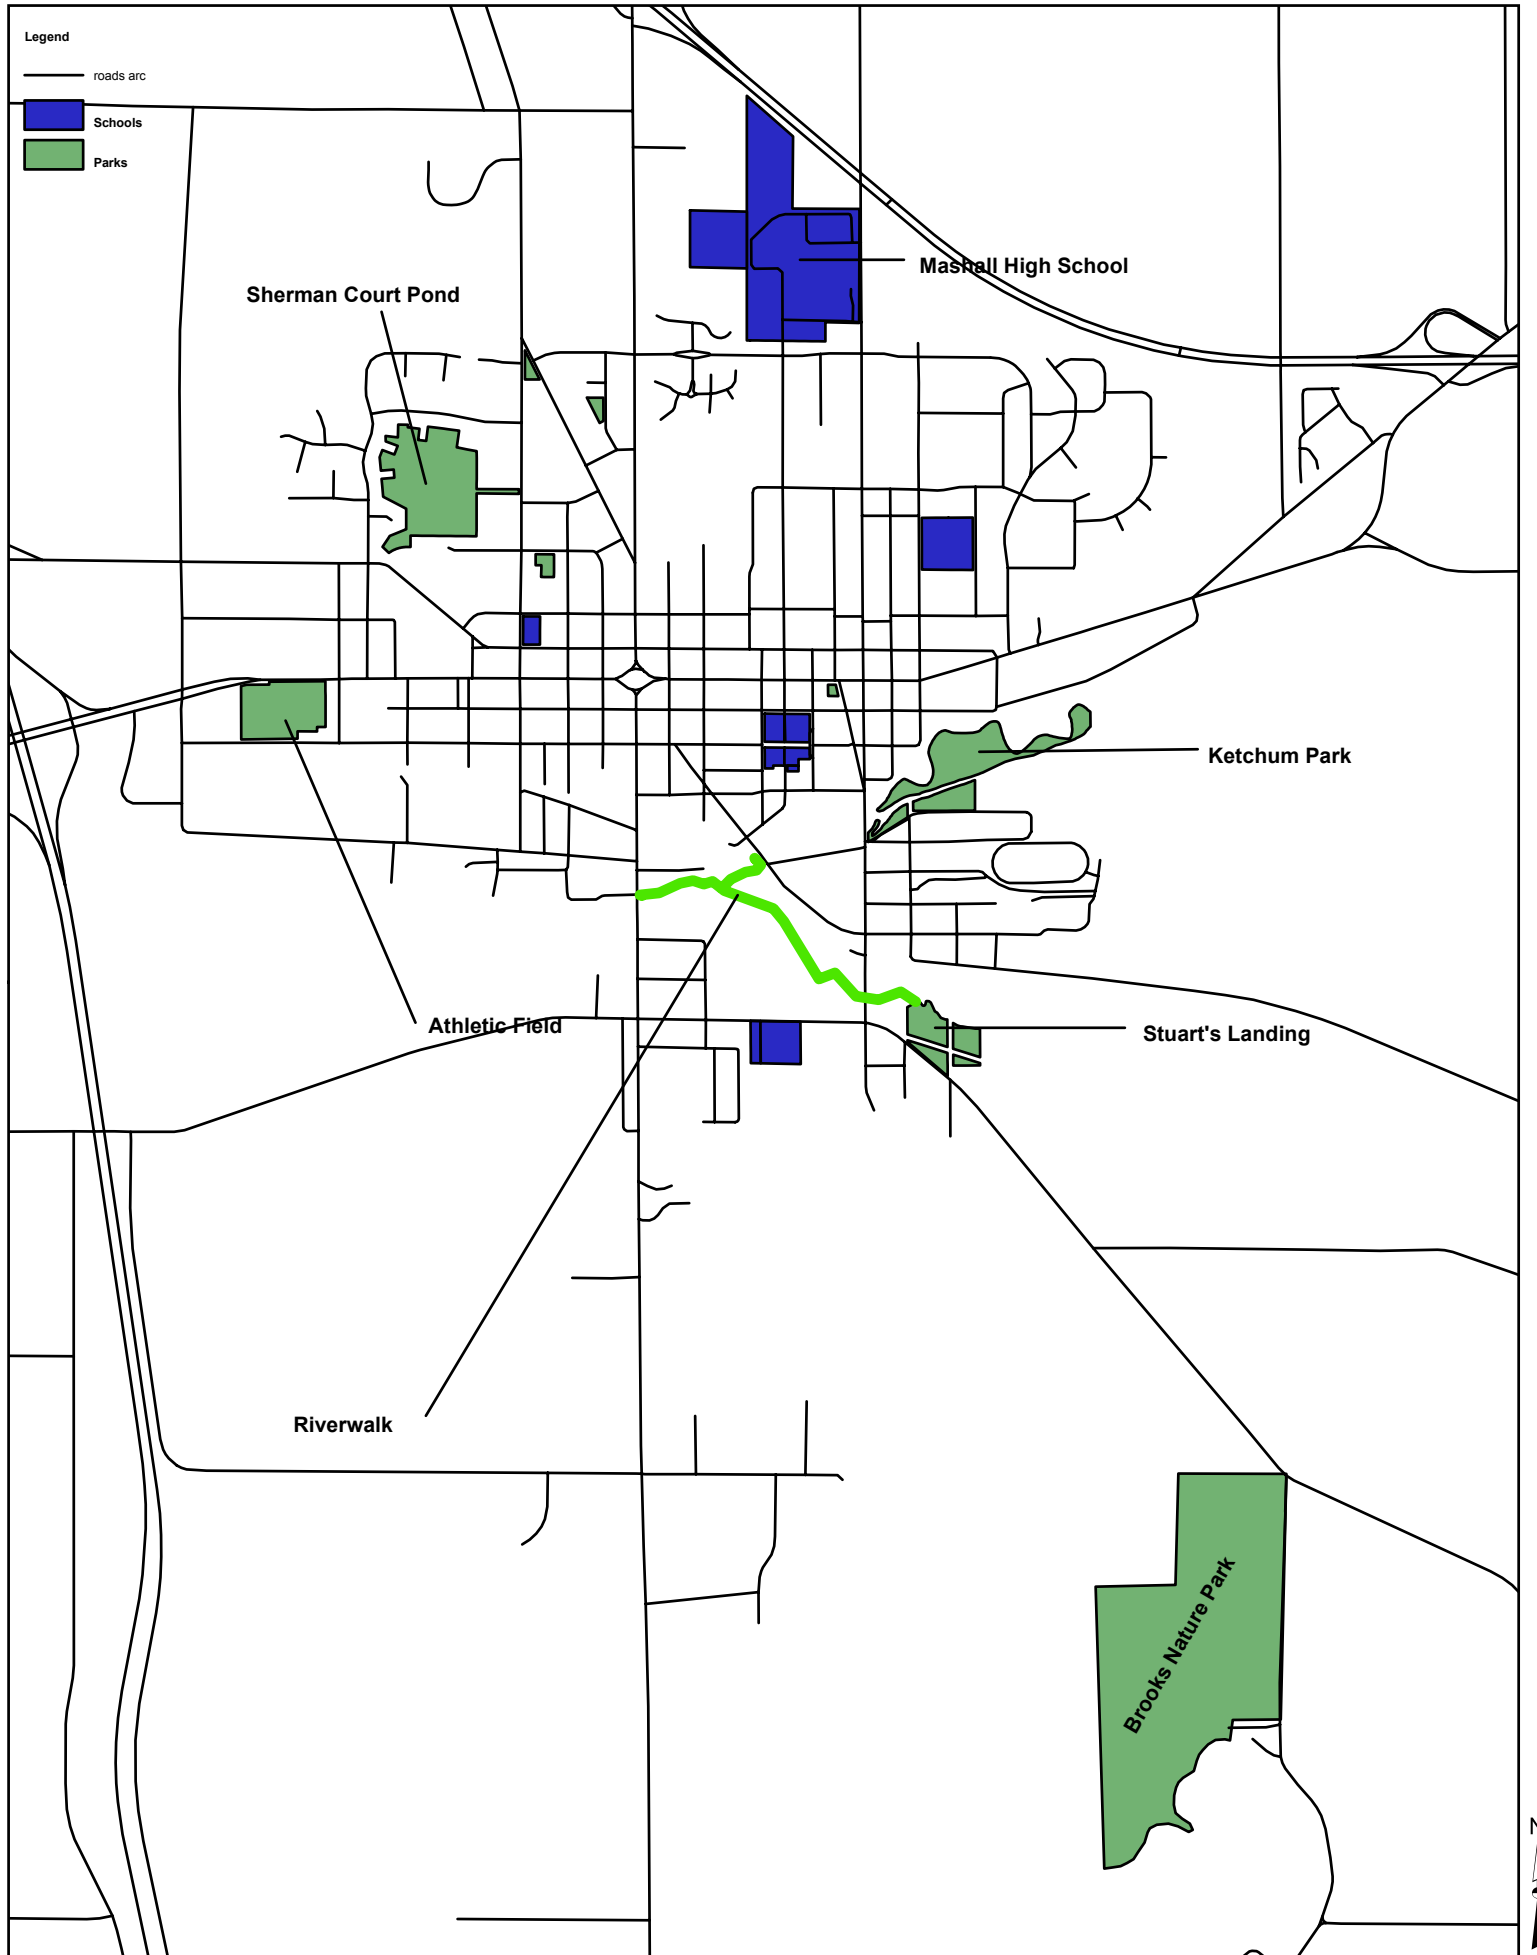 Legend
roads arc
Schools
Parks
Mashall High School
Sherman Court Pond
Ketchum Park
Athletic Field
Stuart's Landing
Riverwalk
Brooks Nature Park
N